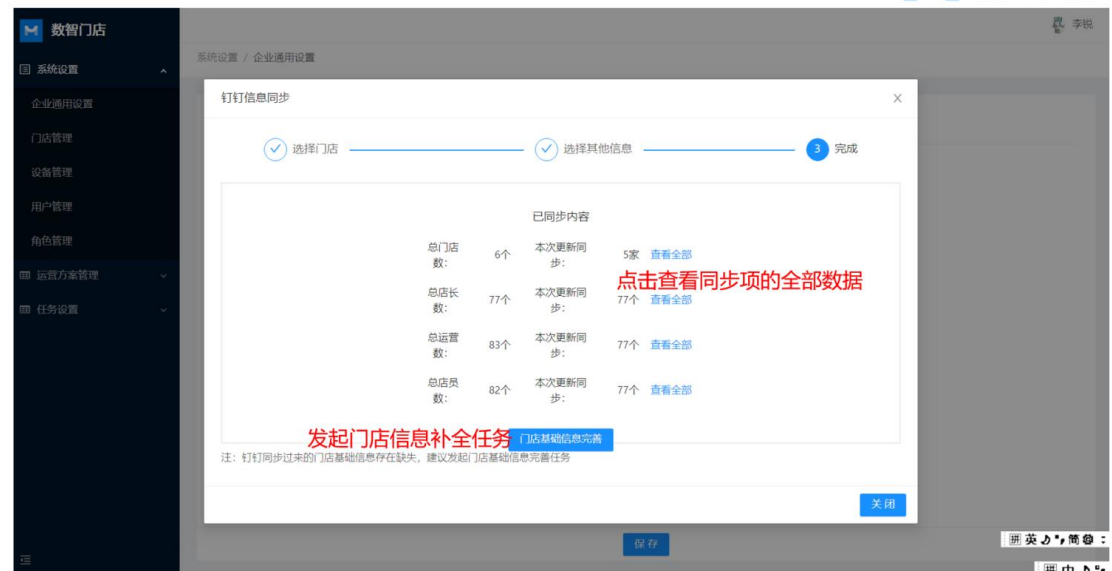 数智门店
李锐
系统设置
系统设置 / 企业通用设置
企业通用设置
门店管理
设备管理
用户管理
角色管理
运营方案管理
任务设置
钉钉信息同步
选择门店
选择其他信息
3 完成
已同步内容
总门店数： 6个 本次更新同步： 5家 查看全部
点击查看同步项的全部数据
总店长数： 77个 本次更新同步： 77个 查看全部
总运营数： 83个 本次更新同步： 77个 查看全部
总店员数： 82个 本次更新同步： 77个 查看全部
发起门店信息补全任务 门店基础信息完善
注：钉钉同步过来的门店基础信息存在缺失，建议发起门店基础信息完善任务
关闭
保存
拼英 简